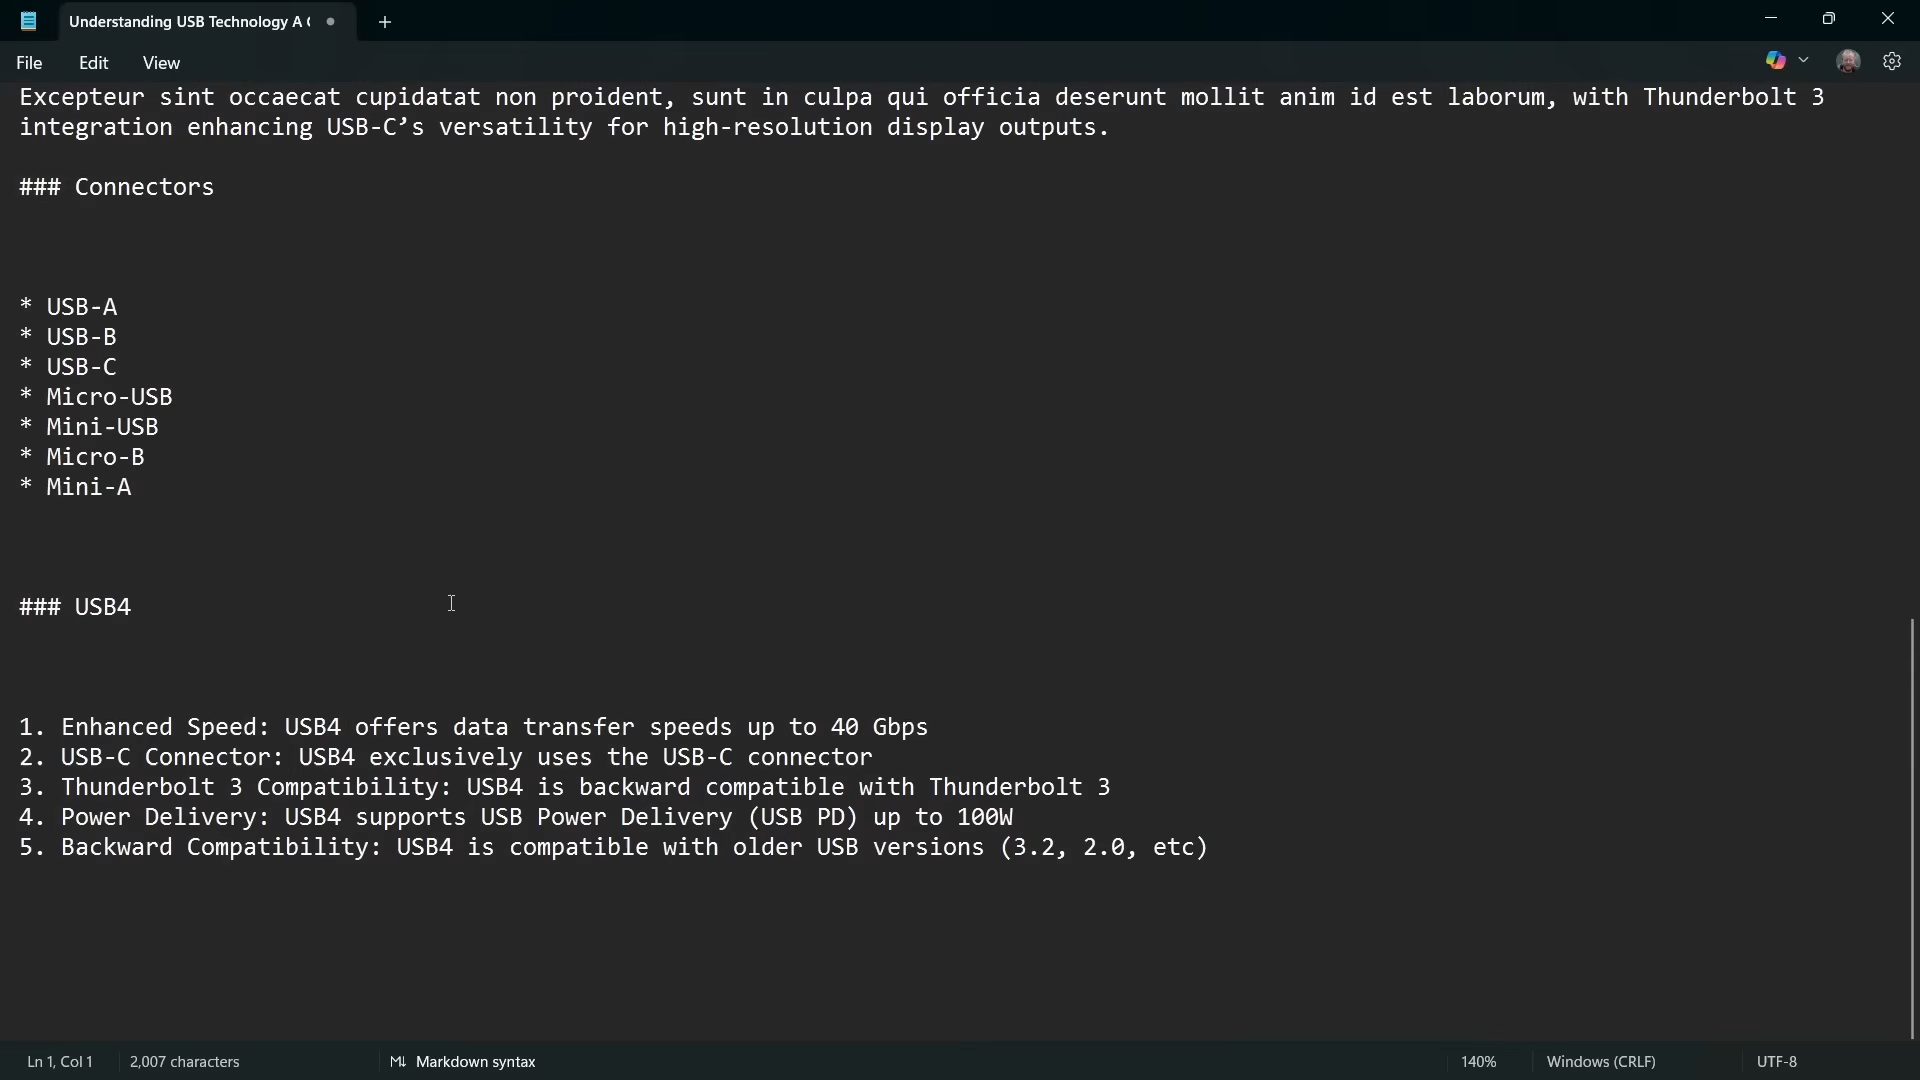 Understanding USB Technology A
File Edit View
Excepteur sint occaecat cupidatat non proident, sunt in culpa qui officia deserunt mollit anim id est laborum, with Thunderbolt 3
integration enhancing USB-C’s versatility for high-resolution display outputs.
### Connectors
* USB-A
* USB-B
* USB-C
* Micro-USB
* Mini-USB
* Micro-B
* Mini-A
### USB4
1. Enhanced Speed: USB4 offers data transfer speeds up to 40 Gbps
2. USB-C Connector: USB4 exclusively uses the USB-C connector
3. Thunderbolt 3 Compatibility: USB4 is backward compatible with Thunderbolt 3
4. Power Delivery: USB4 supports USB Power Delivery (USB PD) up to 100W
5. Backward Compatibility: USB4 is compatible with older USB versions (3.2, 2.0, etc)
Ln 1, Col 1 2,007 characters M↓ Markdown syntax 140% Windows (CRLF) UTF-8